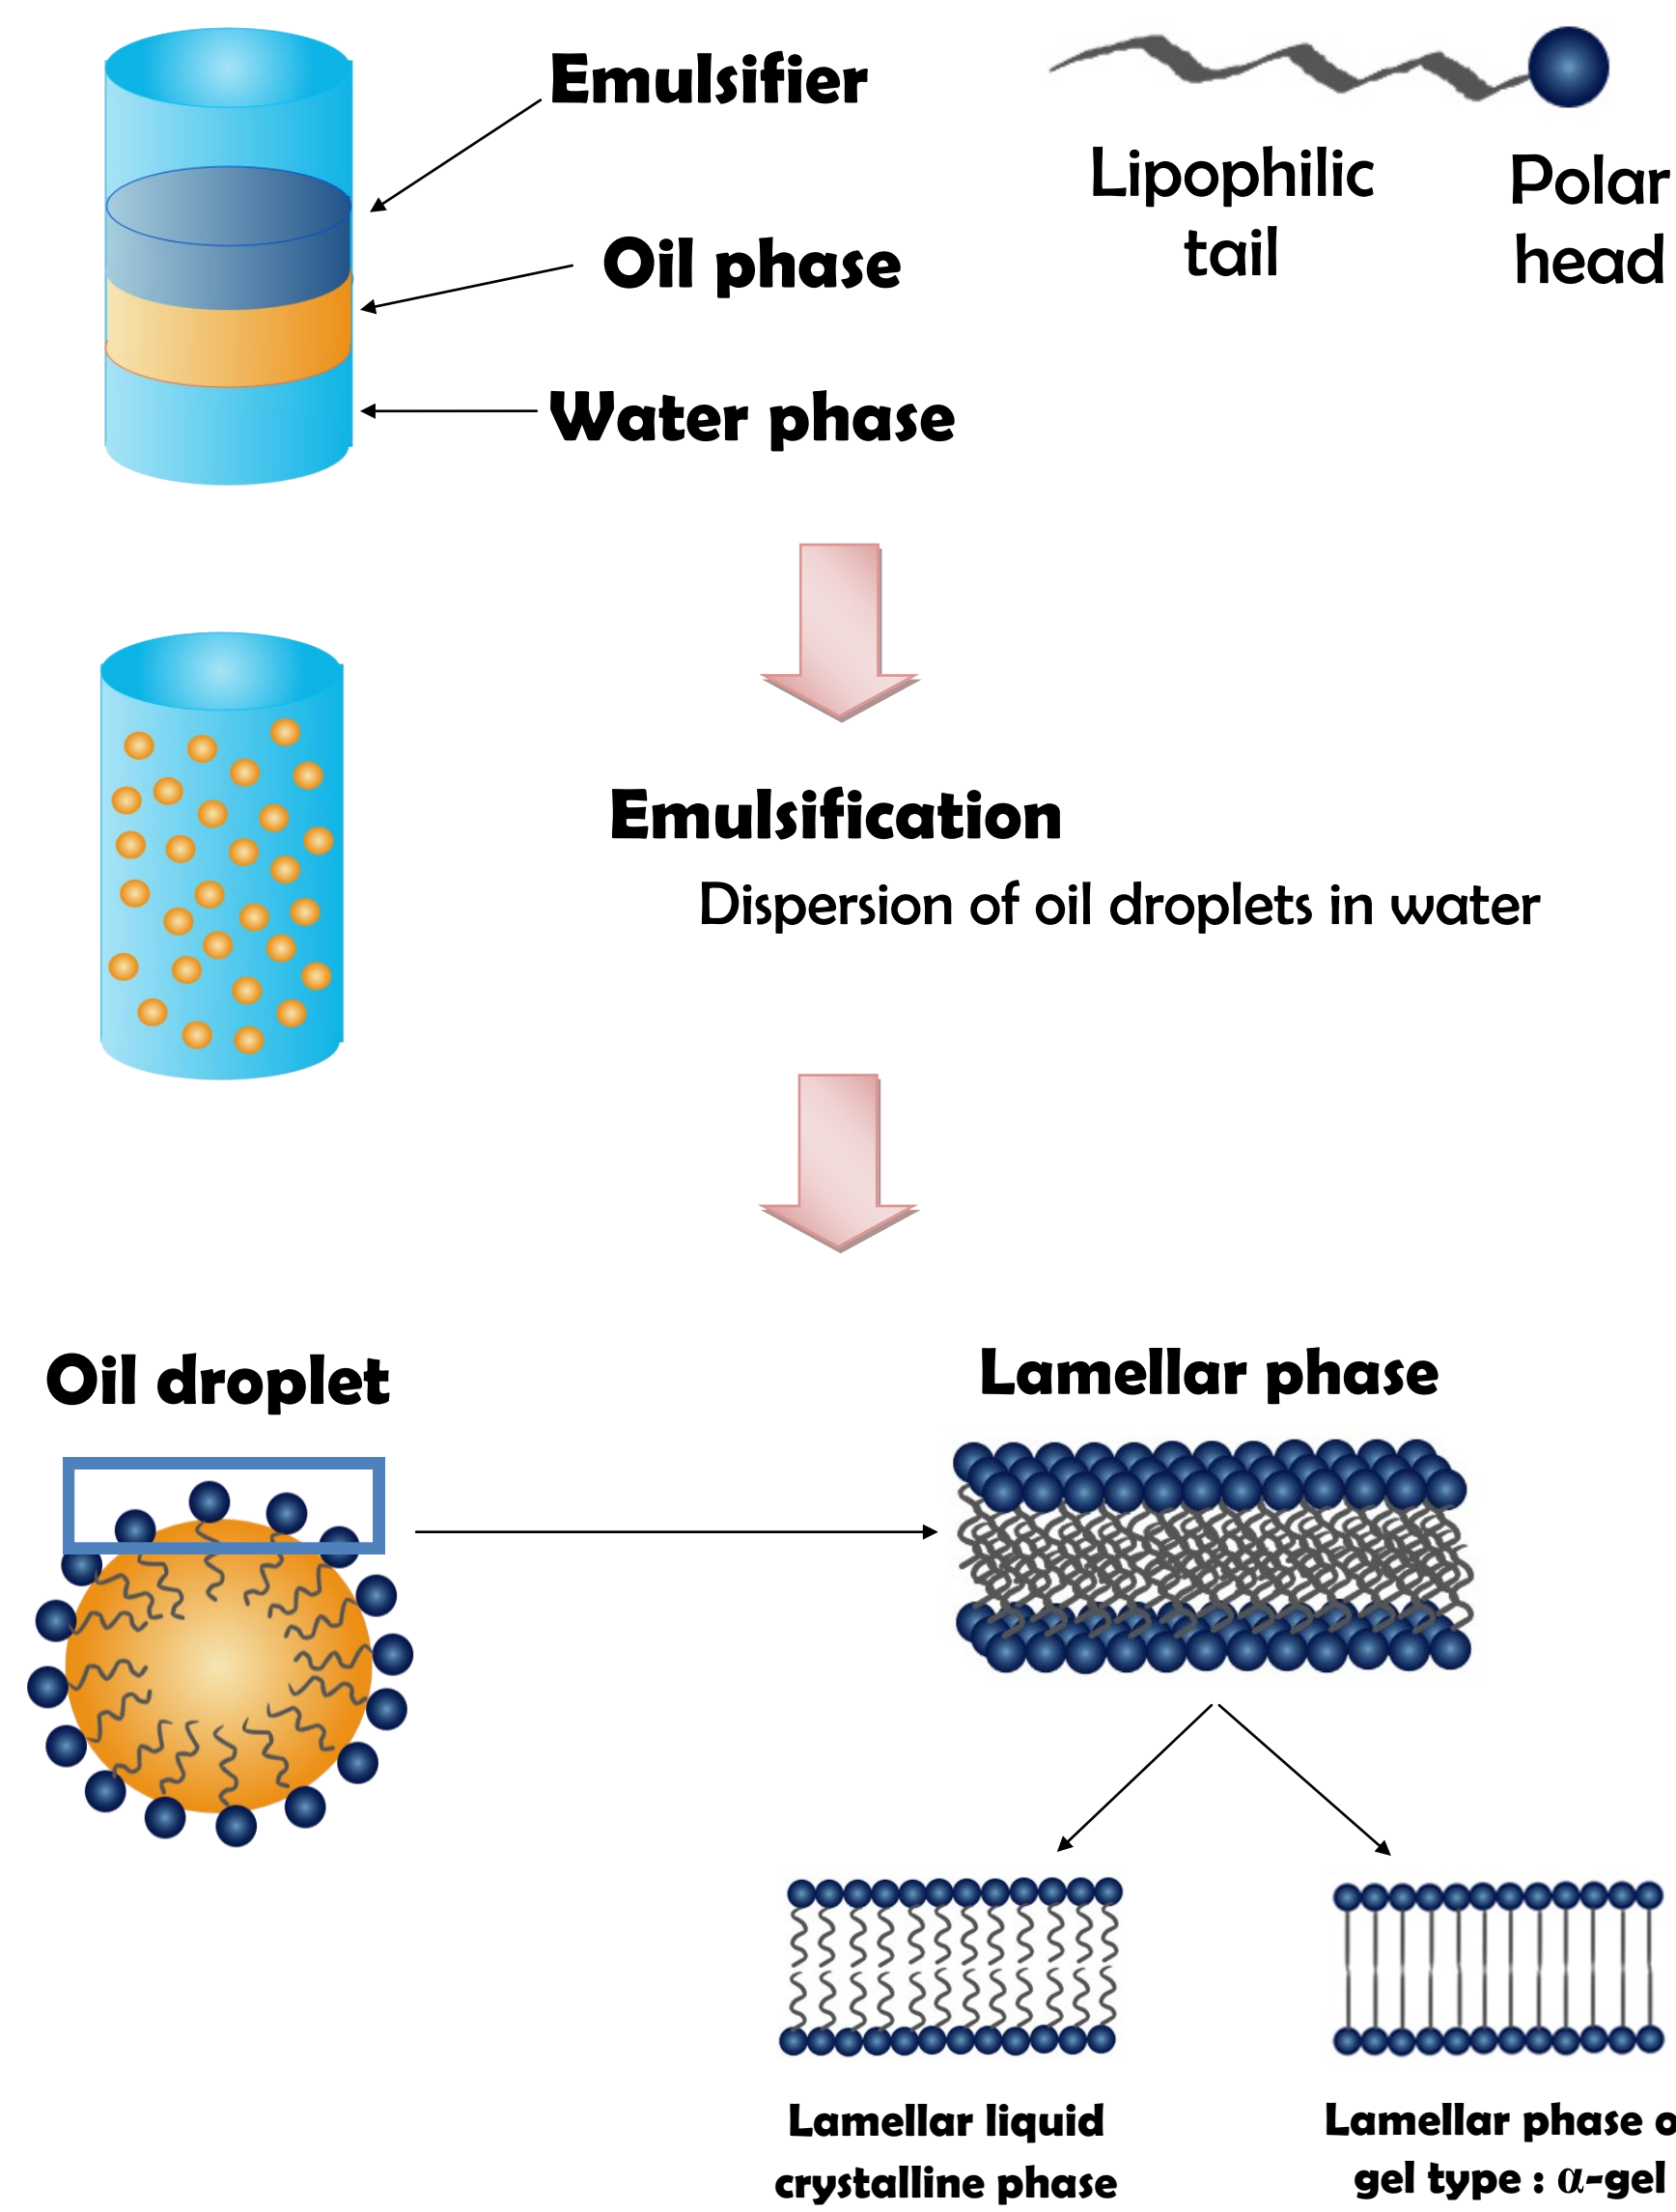 Emulsifier
Lipophilic
tail
Polar
head
Oil phase
Water phase
Emulsification
Dispersion of oil droplets in water
Oil droplet
Lamellar phase
Lamellar liquid
crystalline phase
Lamellar phase o
gel type : α-gel